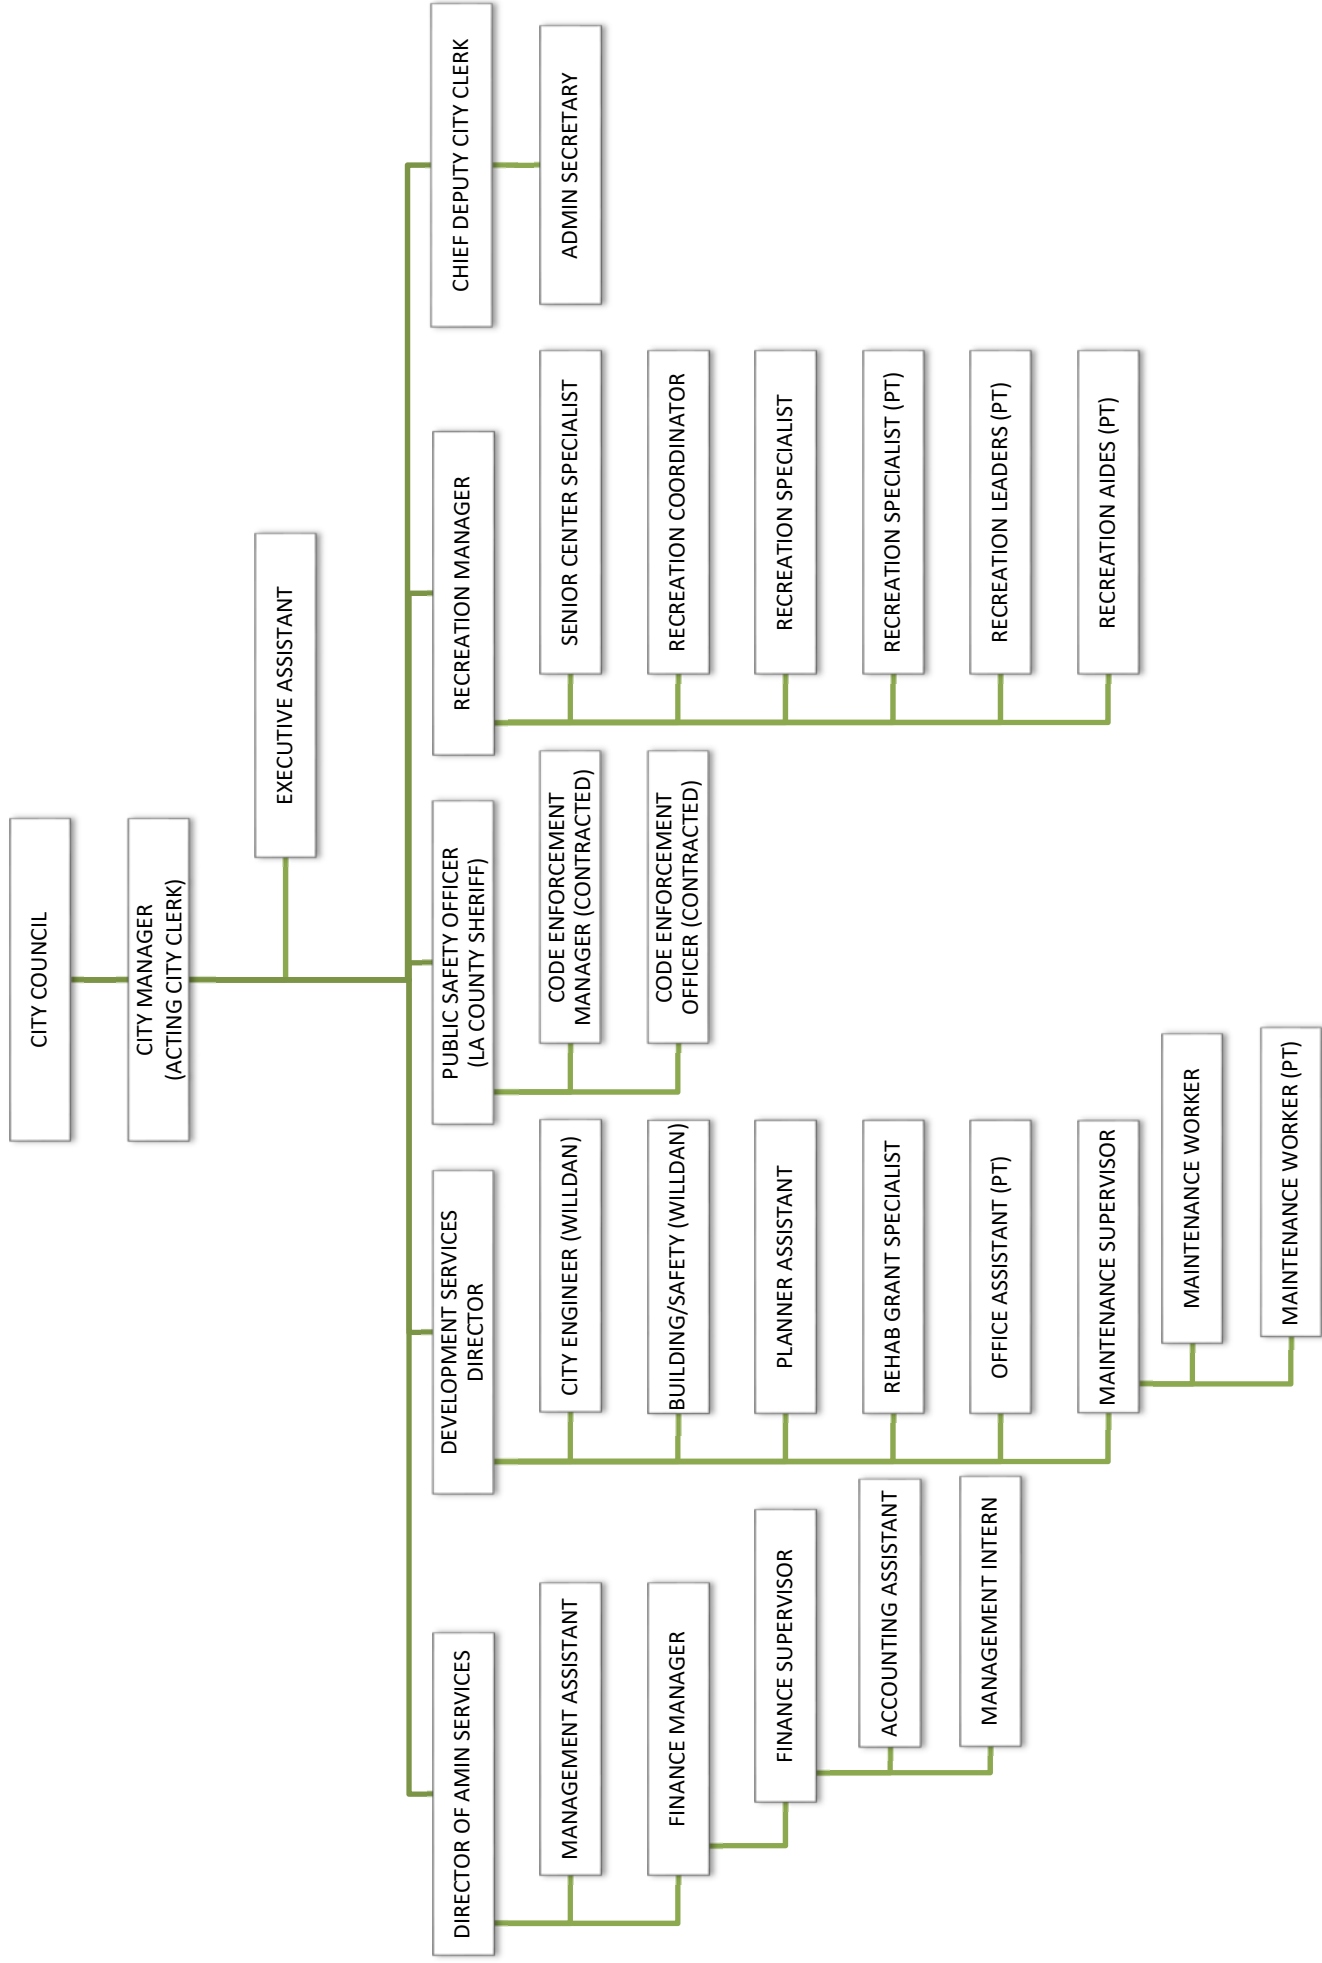 CITY COUNCIL
CITY MANAGER
(ACTING CITY CLERK)
EXECUTIVE ASSISTANT
DIRECTOR OF AMIN SERVICES
MANAGEMENT ASSISTANT
FINANCE MANAGER
FINANCE SUPERVISOR
ACCOUNTING ASSISTANT
MANAGEMENT INTERN
DEVELOPMENT SERVICES
DIRECTOR
CITY ENGINEER (WILLDAN)
BUILDING/SAFETY (WILLDAN)
PLANNER ASSISTANT
REHAB GRANT SPECIALIST
OFFICE ASSISTANT (PT)
MAINTENANCE SUPERVISOR
MAINTENANCE WORKER
MAINTENANCE WORKER (PT)
PUBLIC SAFETY OFFICER
(LA COUNTY SHERIFF)
CODE ENFORCEMENT
MANAGER (CONTRACTED)
CODE ENFORCEMENT
OFFICER (CONTRACTED)
RECREATION MANAGER
SENIOR CENTER SPECIALIST
RECREATION COORDINATOR
RECREATION SPECIALIST
RECREATION SPECIALIST (PT)
RECREATION LEADERS (PT)
RECREATION AIDES (PT)
CHIEF DEPUTY CITY CLERK
ADMIN SECRETARY